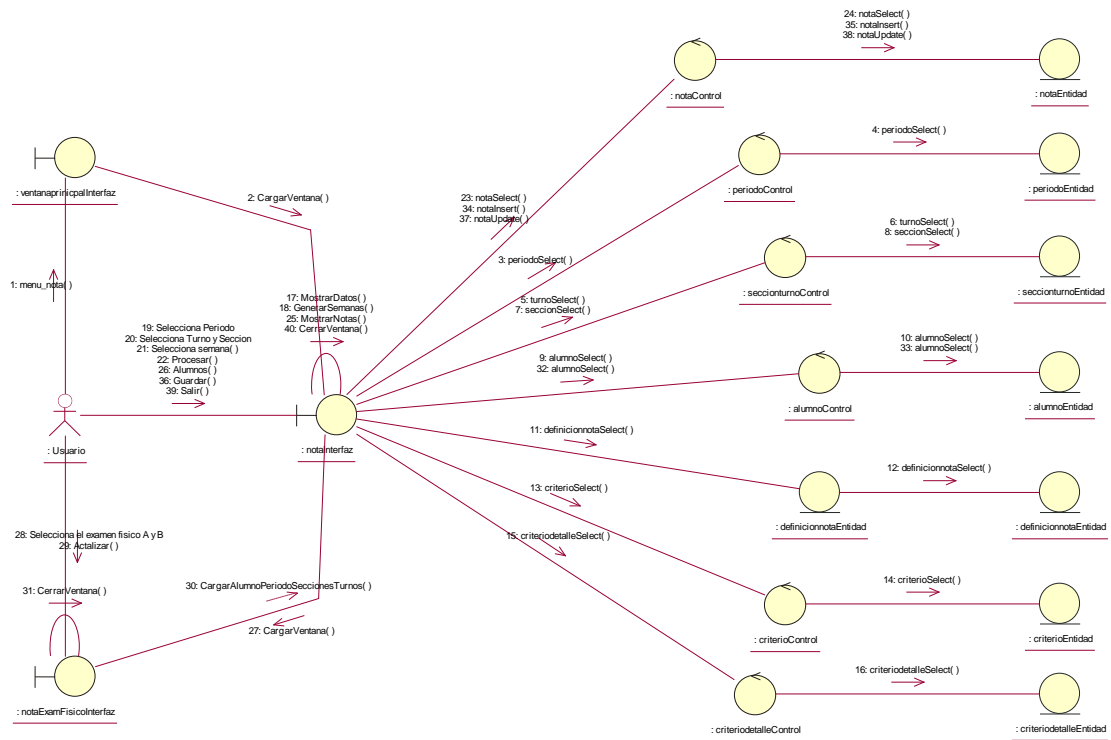 24: notaSelect( )
35: notaInsert( )
38: notaUpdate( )
: notaControl
: notaEntidad
4: periodoSelect( )
: periodoControl
: periodoEntidad
: ventanaprinicpalInterfaz
2: CargarVentana( )
23: notaSelect( )
34: notaInsert( )
37: notaUpdate( )
6: turnoSelect( )
8: seccionSelect( )
3: periodoSelect( )
1: menu_nota( )
: seccionturnoControl
: seccionturnoEntidad
17: MostrarDatos( )
18: GenerarSemanas( )
25: MostrarNotas( )
40: CerrarVentana( )
5: turnoSelect( )
7: seccionSelect( )
19: Selecciona Periodo
20: Selecciona Turno y Seccion
21: Selecciona semana( )
22: Procesar( )
26: Alumnos( )
36: Guardar( )
39: Salir( )
9: alumnoSelect( )
32: alumnoSelect( )
10: alumnoSelect( )
33: alumnoSelect( )
: alumnoControl
: alumnoEntidad
: Usuario
: notaInterfaz
11: definicionnotaSelect( )
12: definicionnotaSelect( )
13: criterioSelect( )
: definicionnotaEntidad
: definicionnotaEntidad
28: Selecciona el examen fisico A y B
29: Actalizar( )
15: criteriodetalleSelect( )
31: CerrarVentana( )
30: CargarAlumnoPeriodoSeccionesTurnos( )
27: CargarVentana( )
14: criterioSelect( )
: criterioControl
: criterioEntidad
16: criteriodetalleSelect( )
: notaExamFisicoInterfaz
: criteriodetalleControl
: criteriodetalleEntidad